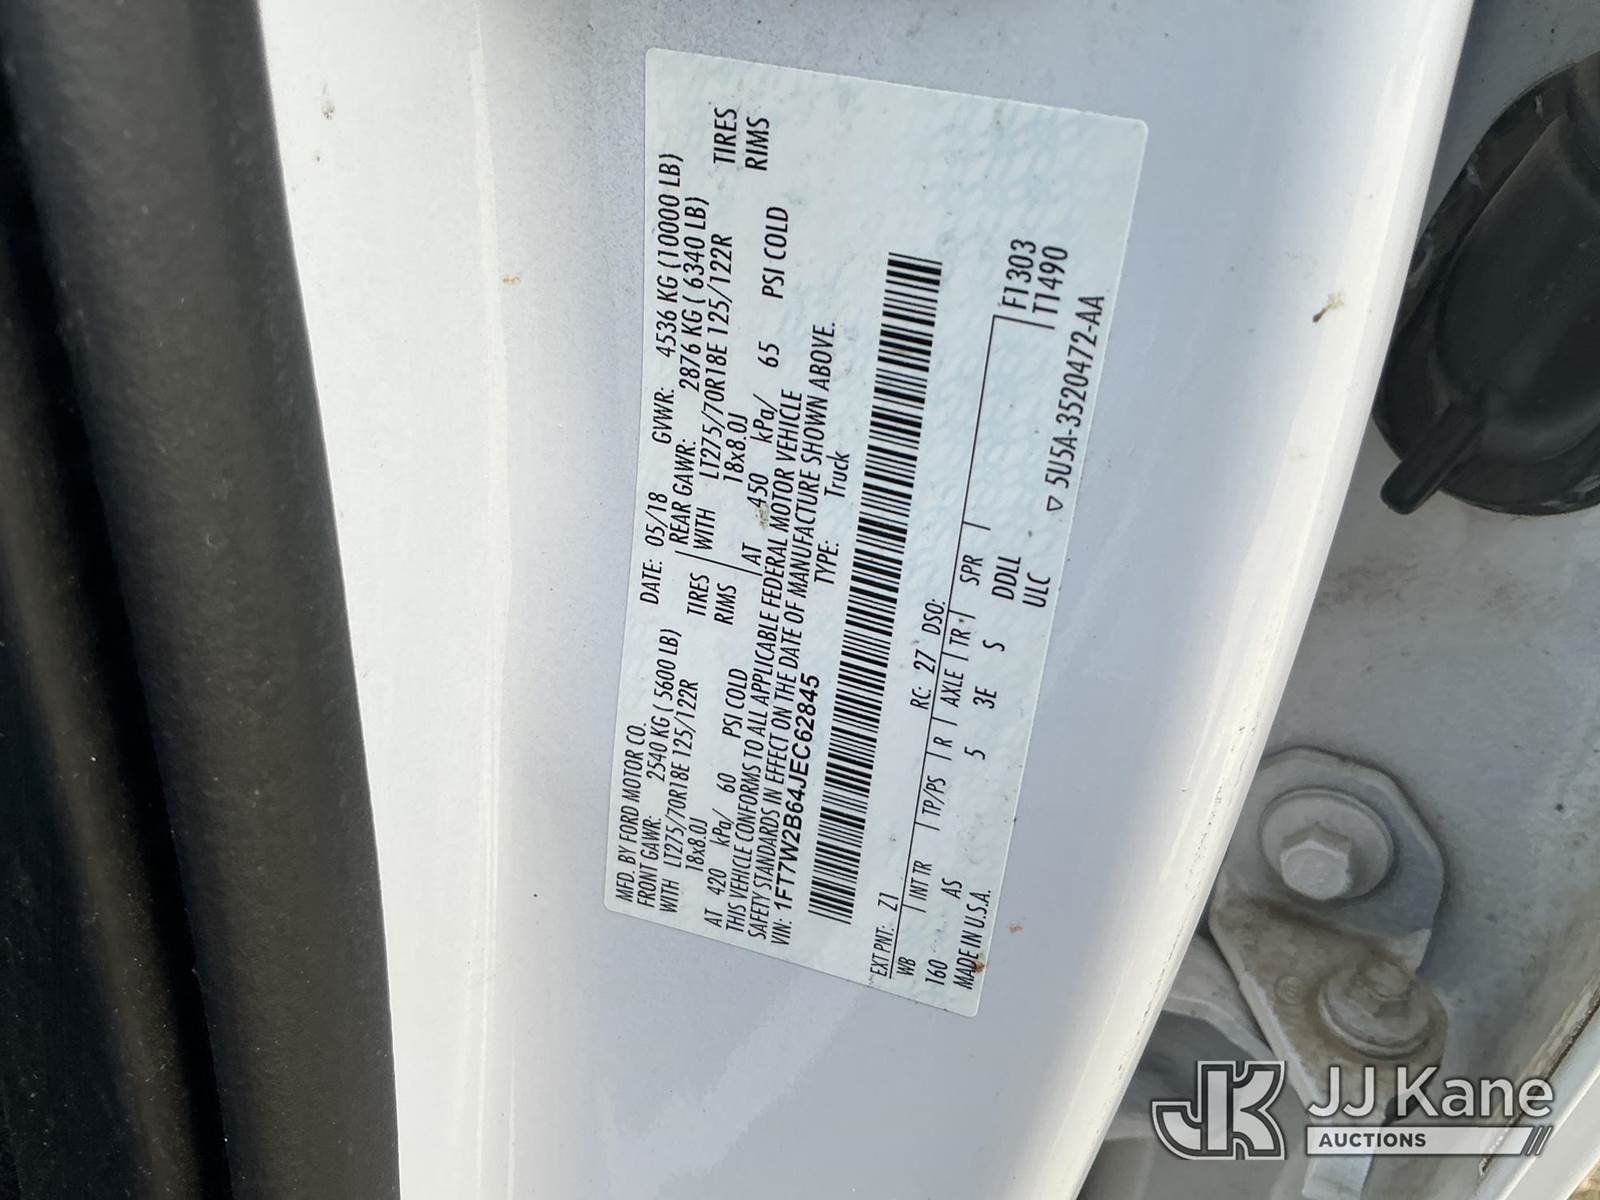 MFD. BY FORD MOTOR CO.
DATE: 05/18 GVWR: 4536 KG (10000 LB)
FRONT GAWR: 2540 KG ( 5600 LB)
REAR GAWR: 2876 KG ( 6340 LB)
WITH LT275/70R18E 125/122R TIRES
WITH LT275/70R18E 125/122R TIRES
18x8.0J RIMS
18x8.0J RIMS
AT 420 kPa/ 60 PSI COLD
AT 450 kPa/ 65 PSI COLD
THIS VEHICLE CONFORMS TO ALL APPLICABLE FEDERAL MOTOR VEHICLE
SAFETY STANDARDS IN EFFECT ON THE DATE OF MANUFACTURE SHOWN ABOVE.
VIN: 1FT7W2B64JEC62845 TYPE: Truck
EXT PNT: Z1 RC: 27 DSO:
WB INT TR TP/PS R AXLE TR SPR F1303
160 AS 5 3E S DDLL T1490
MADE IN U.S.A. ULC
▽ 5U5A-3520472-AA
JK JJ Kane
AUCTIONS